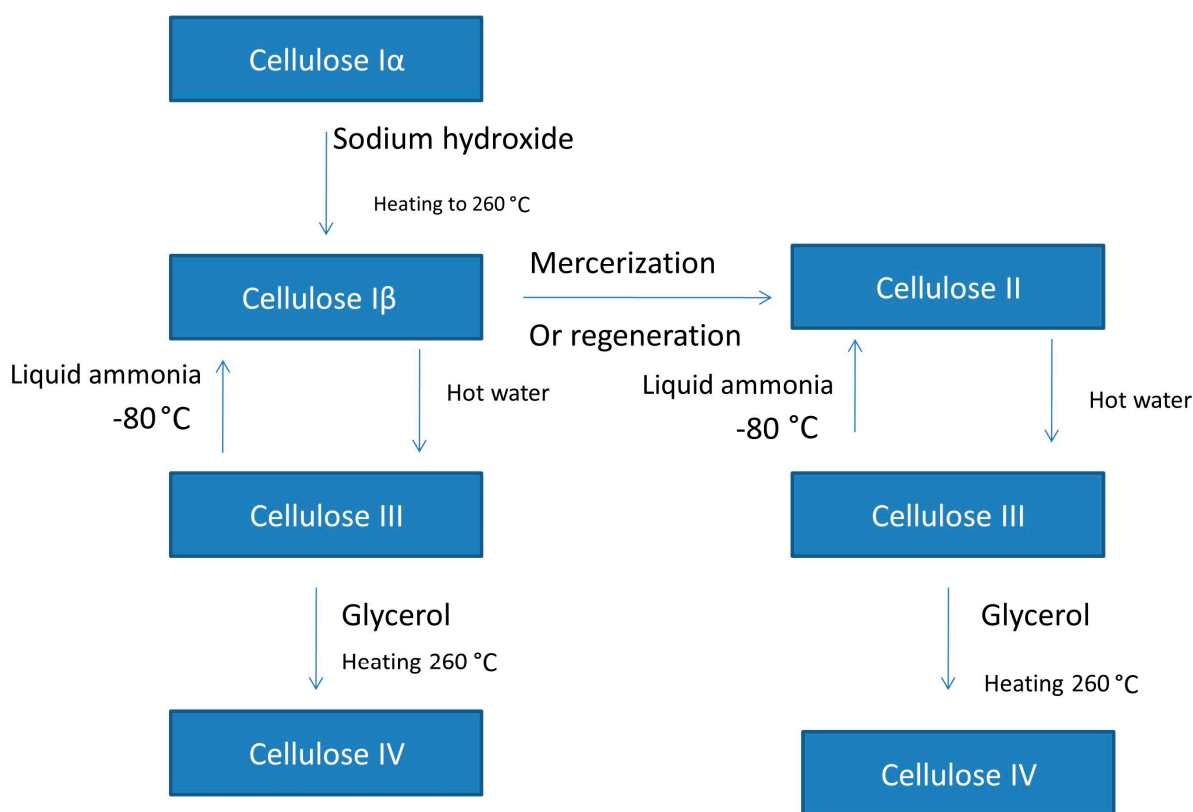 Cellulose Iα
Sodium hydroxide
Heating to 260 °C
Cellulose Iβ
Mercerization
Or regeneration
Cellulose II
Liquid ammonia
-80 °C
Hot water
Liquid ammonia
-80 °C
Hot water
Cellulose III
Cellulose III
Glycerol
Heating 260 °C
Glycerol
Heating 260 °C
Cellulose IV
Cellulose IV